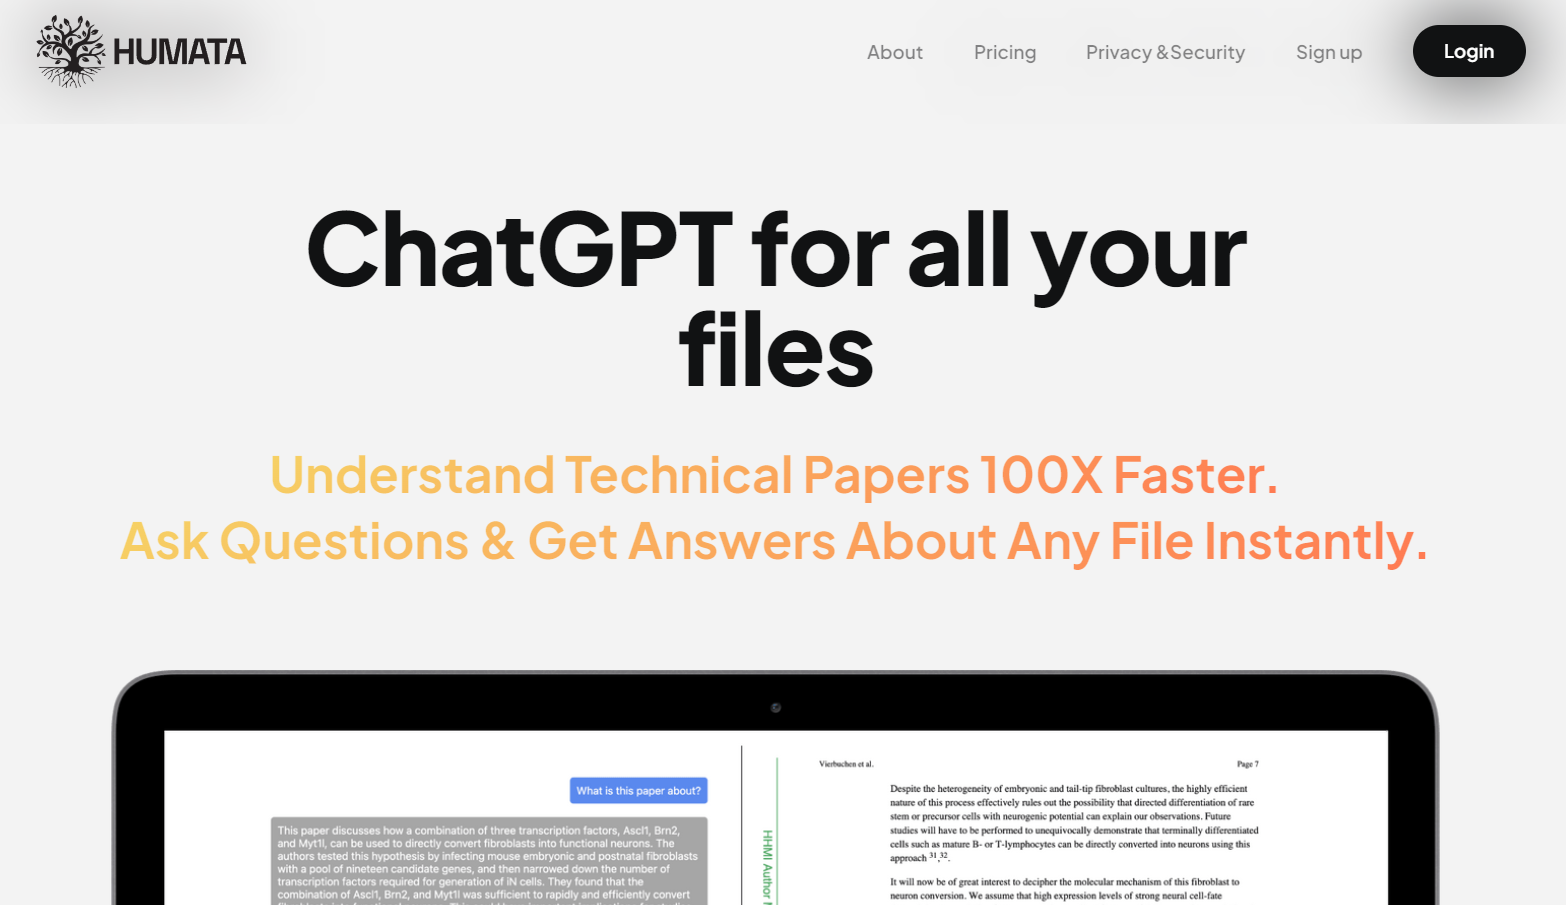 HUMATA
About
Pricing
Privacy &Security
Sign up
Login
ChatGPT for all your
files
Understand Technical Papers 100X Faster.
Ask Questions & Get Answers About Any File Instantly.
What is this paper about?
This paper discusses how a combination of three transcription factors, Ascl1, Brn2,
and Myt1l, can be used to directly convert fibroblasts into functional neurons. The
authors tested this hypothesis by infecting mouse embryonic and postnatal fibroblasts
with a pool of nineteen candidate genes, and then narrowed down the number of
transcription factors required for generation of iN cells. They found that the
combination of Ascl1, Brn2, and Myt1l was sufficient to rapidly and efficiently convert
HHMI Author
Vierbuchen et al.
Page 7
Despite the heterogeneity of embryonic and tail-tip fibroblast cultures, the highly efficient
nature of this process effectively rules out the possibility that directed differentiation of rare
stem or precursor cells with neurogenic potential can explain our observations. Future
studies will have to be performed to unequivocally demonstrate that terminally differentiated
cells such as mature B- or T-lymphocytes can be directly converted into neurons using this
approach 31,32.
It will now be of great interest to decipher the molecular mechanism of this fibroblast to
neuron conversion. We assume that high expression levels of strong neural cell-fate